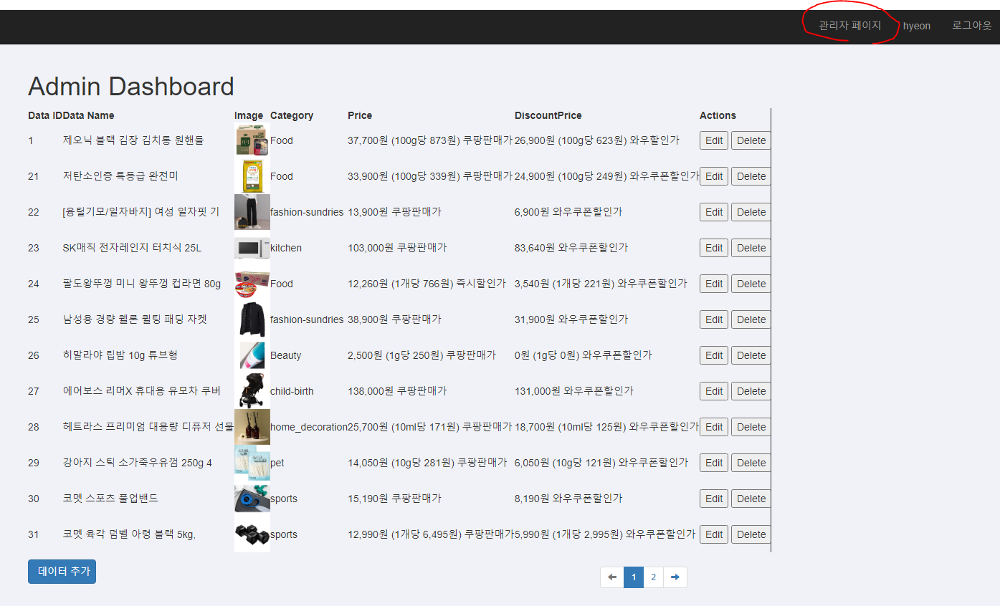 관리자 페이지 hyeon 로그아웃
Admin Dashboard
Data ID Data Name Image Category Price DiscountPrice Actions
1 제오닉 블랙 김장 김치통 원핸들 Food 37,700원 (100g당 873원) 쿠팡판매가 26,900원 (100g당 623원) 와우할인가 Edit Delete
21 저탄소인증 특등급 완전미 Food 33,900원 (100g당 339원) 쿠팡판매가 24,900원 (100g당 249원) 와우쿠폰할인가 Edit Delete
22 [융털기모/일자바지] 여성 일자핏 기 fashion-sundries 13,900원 쿠팡판매가 6,900원 와우쿠폰할인가 Edit Delete
23 SK매직 전자레인지 터치식 25L kitchen 103,000원 쿠팡판매가 83,640원 와우쿠폰할인가 Edit Delete
24 팔도왕뚜껑 미니 왕뚜껑 컵라면 80g Food 12,260원 (1개당 766원) 즉시할인가 3,540원 (1개당 221원) 와우쿠폰할인가 Edit Delete
25 남성용 경량 웰론 퀼팅 패딩 자켓 fashion-sundries 38,900원 쿠팡판매가 31,900원 와우쿠폰할인가 Edit Delete
26 히말라야 립밤 10g 튜브형 Beauty 2,500원 (1g당 250원) 쿠팡판매가 0원 (1g당 0원) 와우쿠폰할인가 Edit Delete
27 에어보스 리머X 휴대용 유모차 쿠버 child-birth 138,000원 쿠팡판매가 131,000원 와우쿠폰할인가 Edit Delete
28 헤트라스 프리미엄 대용량 디퓨저 선물 home_decoration 25,700원 (10ml당 171원) 쿠팡판매가 18,700원 (10ml당 125원) 와우쿠폰할인가 Edit Delete
29 강아지 스틱 소가죽우유껌 250g 4 pet 14,050원 (10g당 281원) 쿠팡판매가 6,050원 (10g당 121원) 와우쿠폰할인가 Edit Delete
30 코멧 스포츠 풀업밴드 sports 15,190원 쿠팡판매가 8,190원 와우쿠폰할인가 Edit Delete
31 코멧 육각 덤벨 아령 블랙 5kg, sports 12,990원 (1개당 6,495원) 쿠팡판매가 5,990원 (1개당 2,995원) 와우쿠폰할인가 Edit Delete
데이터 추가 🡰 1 2 🡲